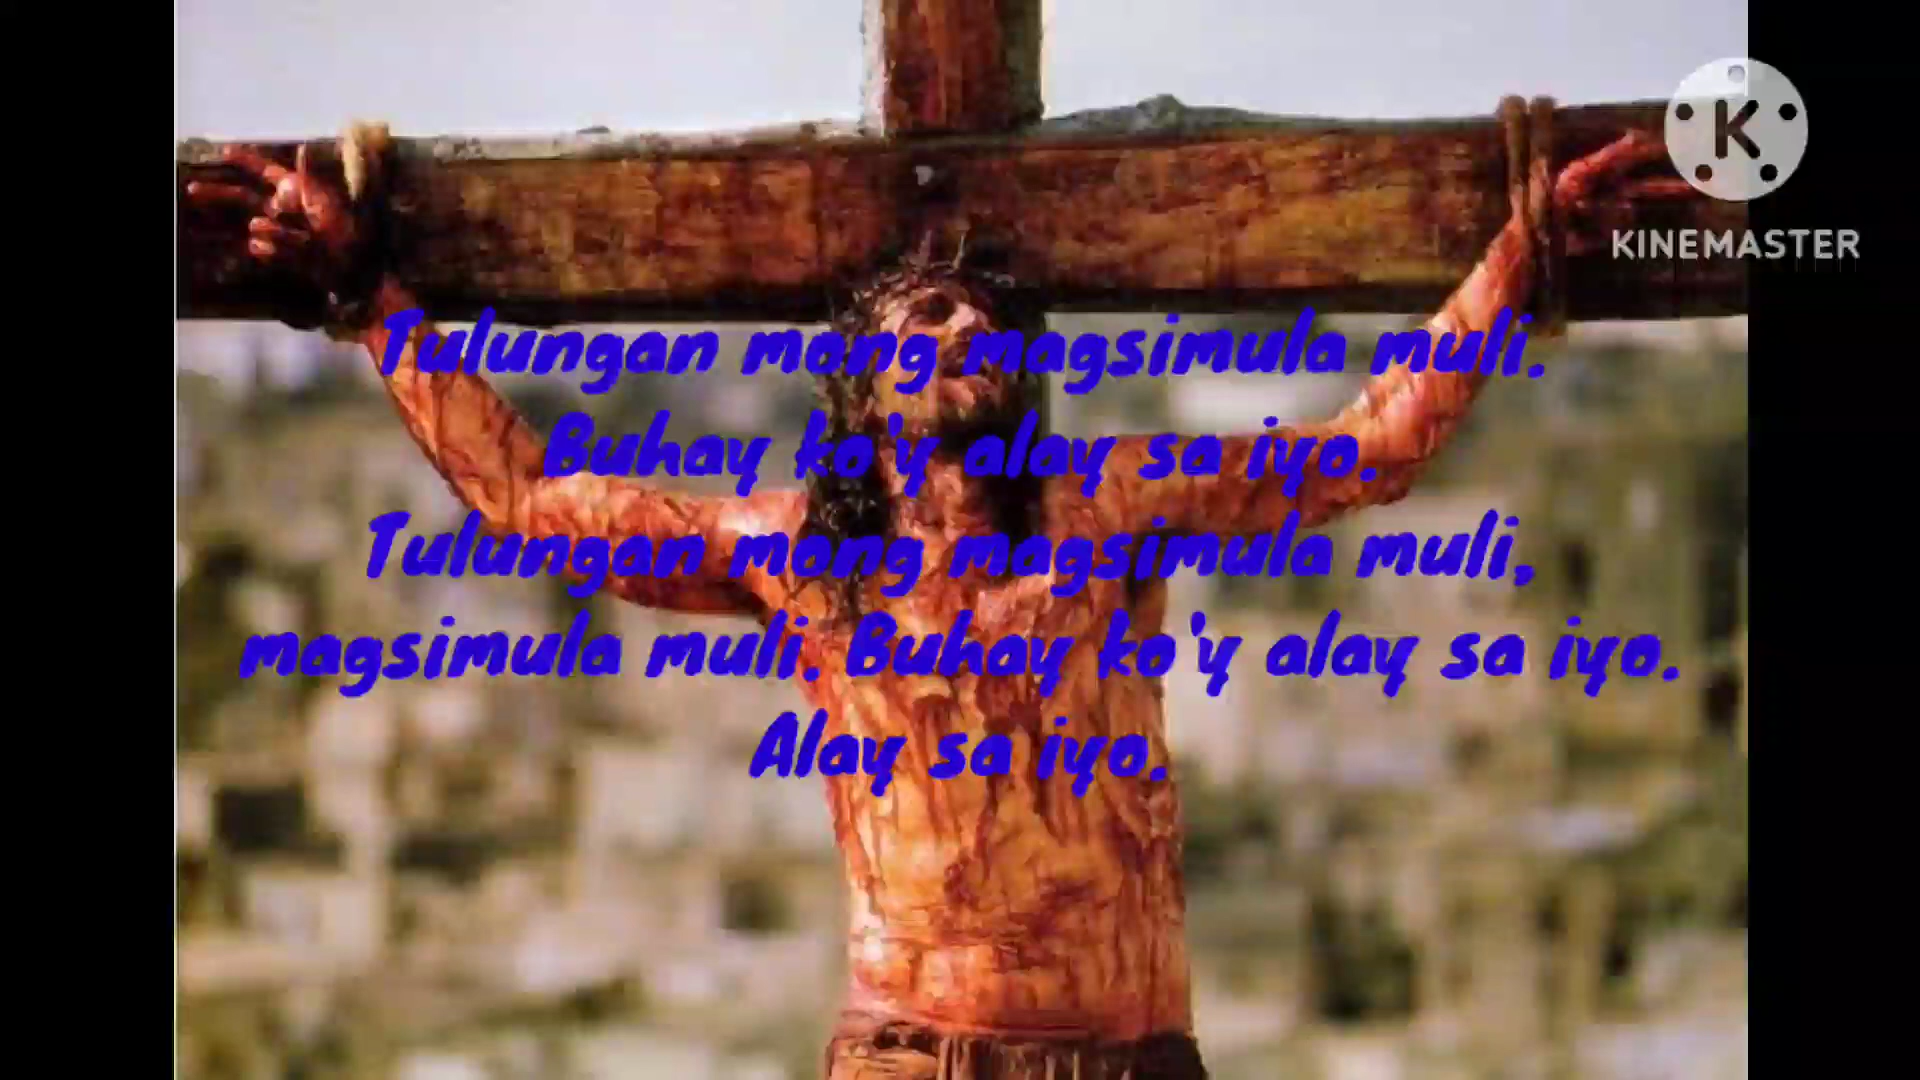 K
KINEMASTER
Tulungan mong magsimula muli.
Buhay ko'y alay sa iyo.
Tulungan mong magsimula muli,
magsimula muli. Buhay ko'y alay sa iyo.
Alay sa iyo.